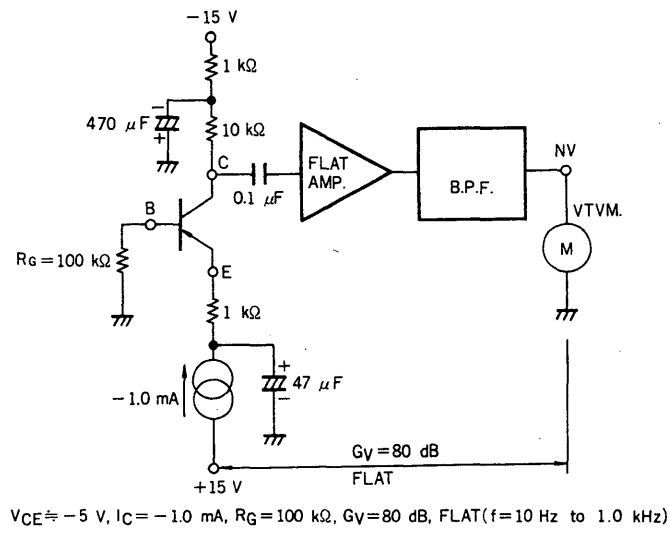 −15 V
1 kΩ
470 μF
−
+
10 kΩ
C
0.1 μF
FLAT
AMP.
B.P.F.
NV
VTVM.
M
B
RG=100 kΩ
E
1 kΩ
−1.0 mA
+
−
47 μF
+15 V
GV=80 dB
FLAT
VCE≒−5 V, IC=−1.0 mA, RG=100 kΩ, GV=80 dB, FLAT(f=10 Hz to 1.0 kHz)